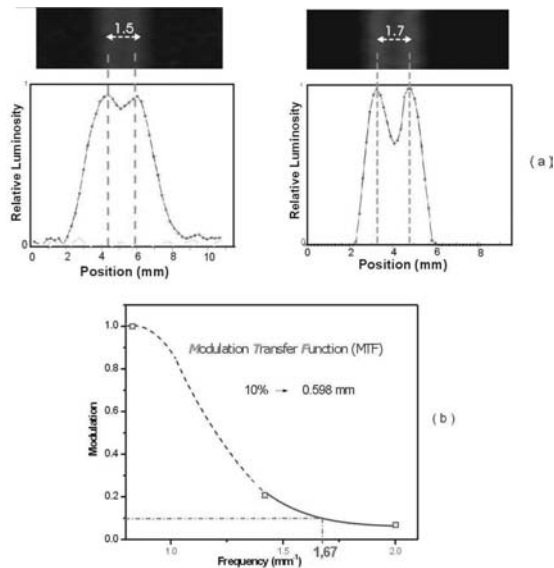 1.5
1.7
1
1
Relative Luminosity
Relative Luminosity
0
0
0 2 4 6 8 10
0 2 4 6 8
Position (mm)
Position (mm)
( a )
1.0
0.8
0.6
0.4
0.2
0.0
Modulation
Modulation Transfer Function (MTF)
10% → 0.598 mm
( b )
1.0 1.5 1,67 2.0
Frequency (mm-1)